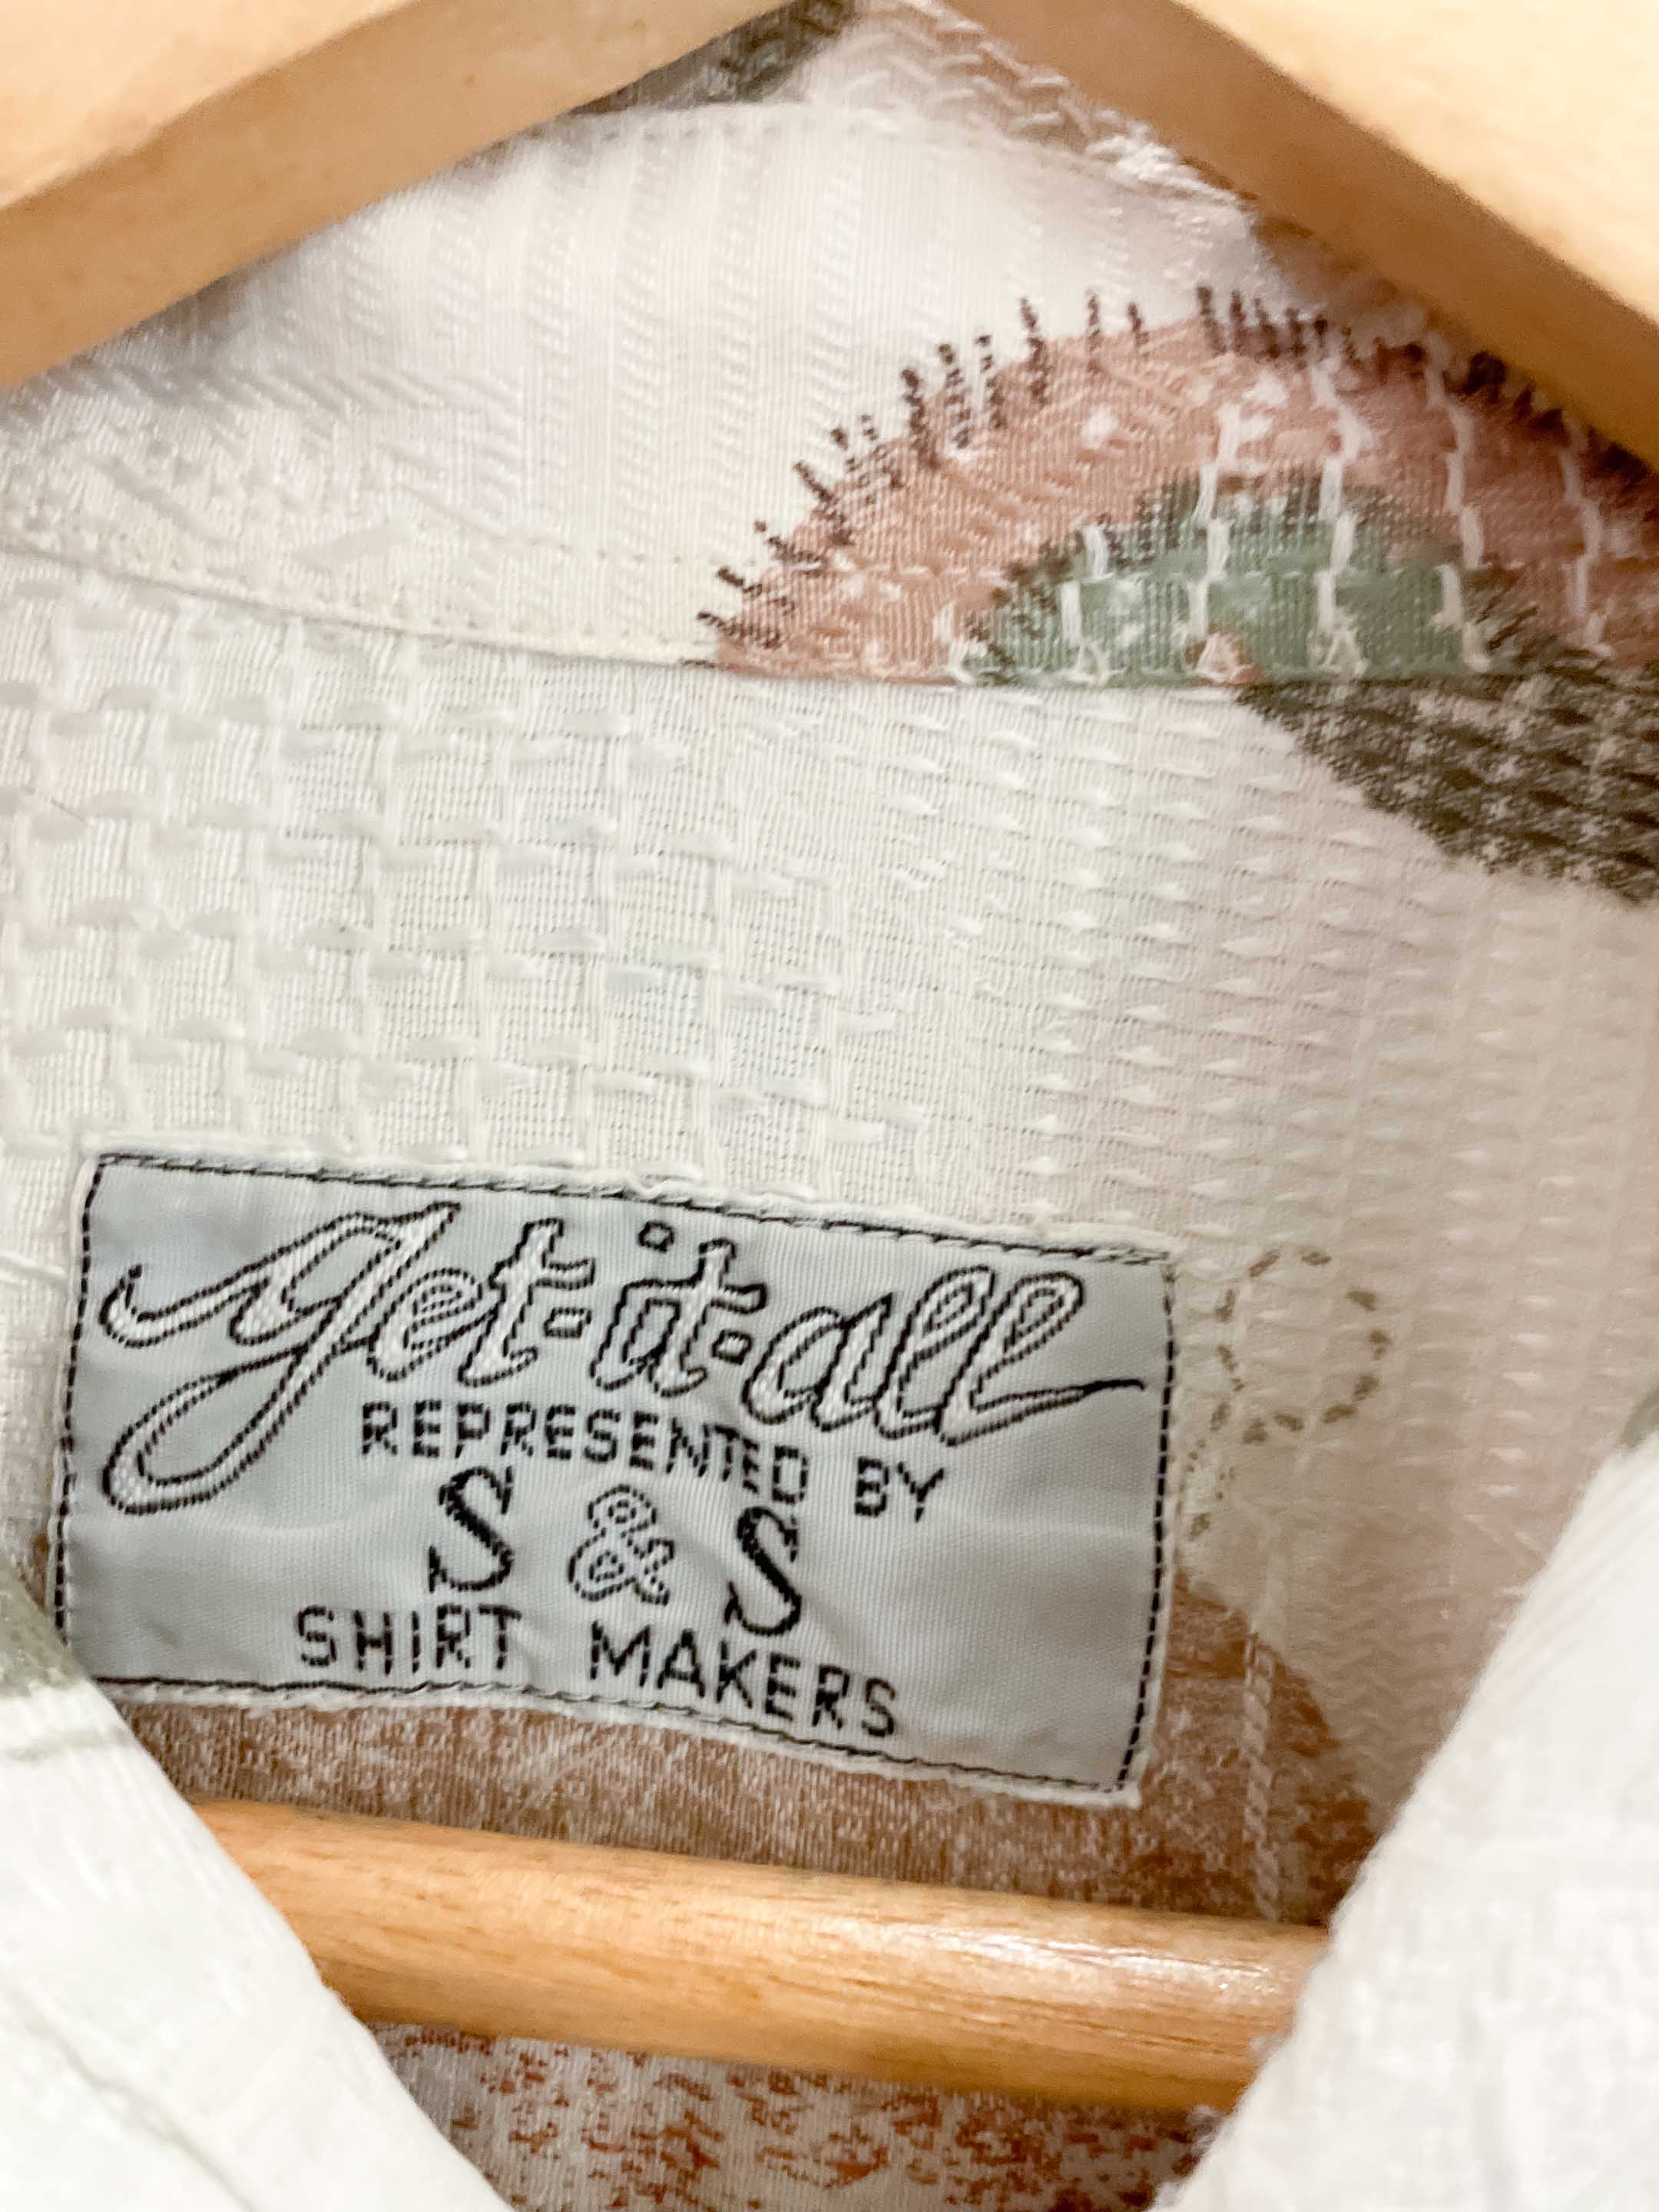 get-it-all
REPRESENTED BY
S & S
SHIRT MAKERS